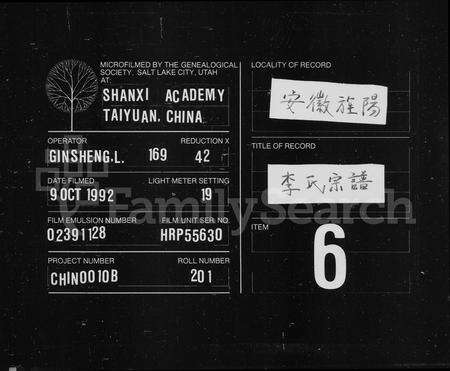 MICROFILMED BY THE GENEALOGICAL
SOCIETY, SALT LAKE CITY, UTAH
AT:
SHANXI ACADEMY
TAIYUAN, CHINA
OPERATOR
REDUCTION X
GINSHENG.L. 169 42
DATE FILMED
LIGHT METER SETTING
9 OCT 1992 19
FILM EMULSION NUMBER
FILM UNIT SER. NO.
02391128 HRP55630
PROJECT NUMBER
ROLL NUMBER
CHIN0010B 201
LOCALITY OF RECORD
安徽旌陽
TITLE OF RECORD
李氏宗譜
ITEM
6
FamilySearch